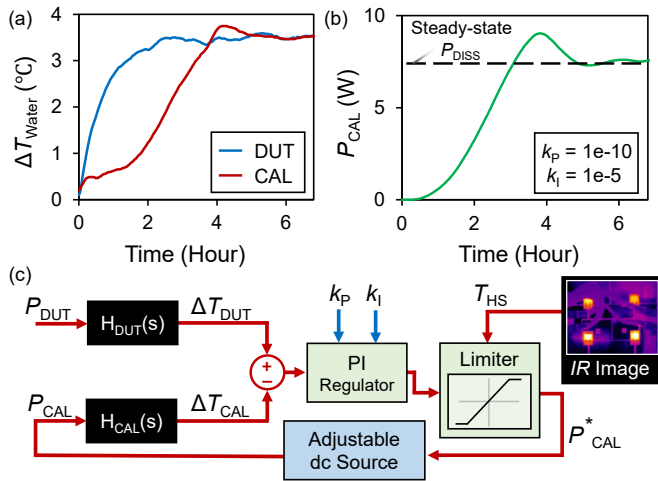 (a)
4
3
2
1
0
ΔT_Water (℃)
DUT
CAL
0 2 4 6
Time (Hour)
(b)
10
5
0
P_CAL (W)
Steady-state
P_DISS
k_P = 1e-10
k_I = 1e-5
0 2 4 6
Time (Hour)
(c)
P_DUT
H_DUT(s)
ΔT_DUT
k_P k_I
T_HS
+
−
PI
Regulator
Limiter
IR Image
P_CAL
H_CAL(s)
ΔT_CAL
Adjustable
dc Source
P*_CAL